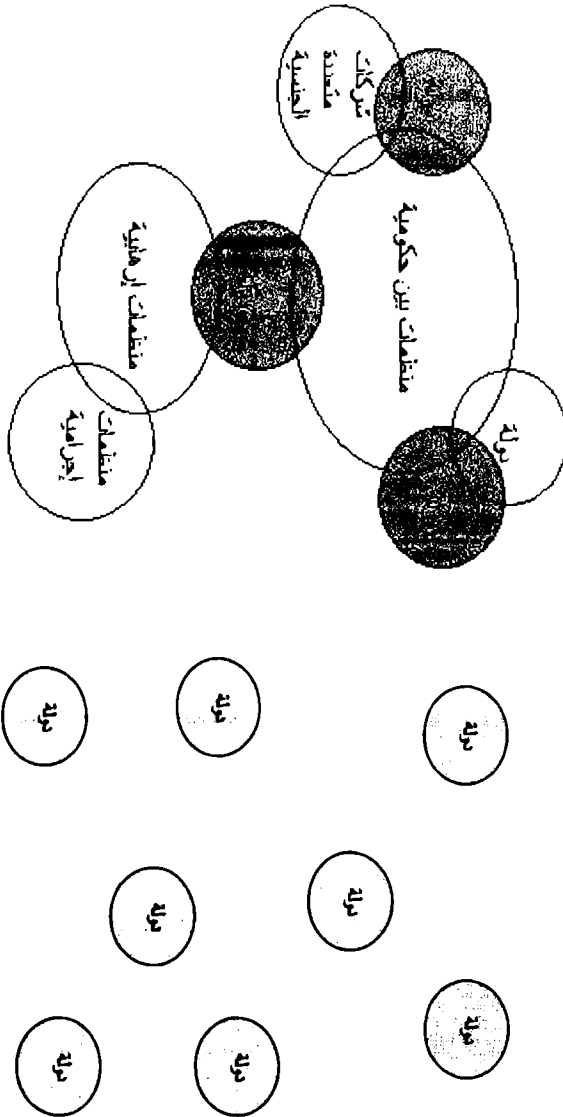 شركات
متعددة
الجنسية
منظمات بين حكومية
دولة
منظمات إرهابية
منظمات
إجرامية
دولة
دولة
دولة
دولة
دولة
دولة
دولة
دولة